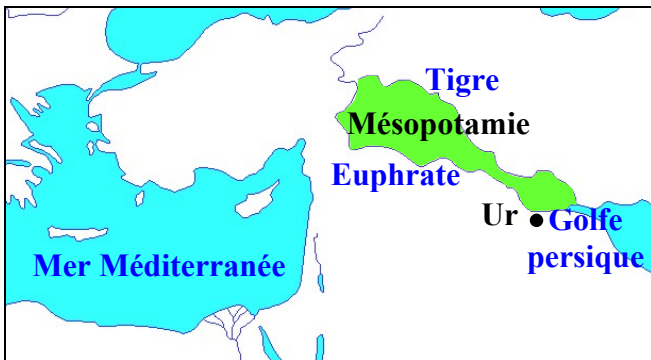 Tigre
Mésopotamie
Euphrate
Ur
Golfe
persique
Mer Méditerranée